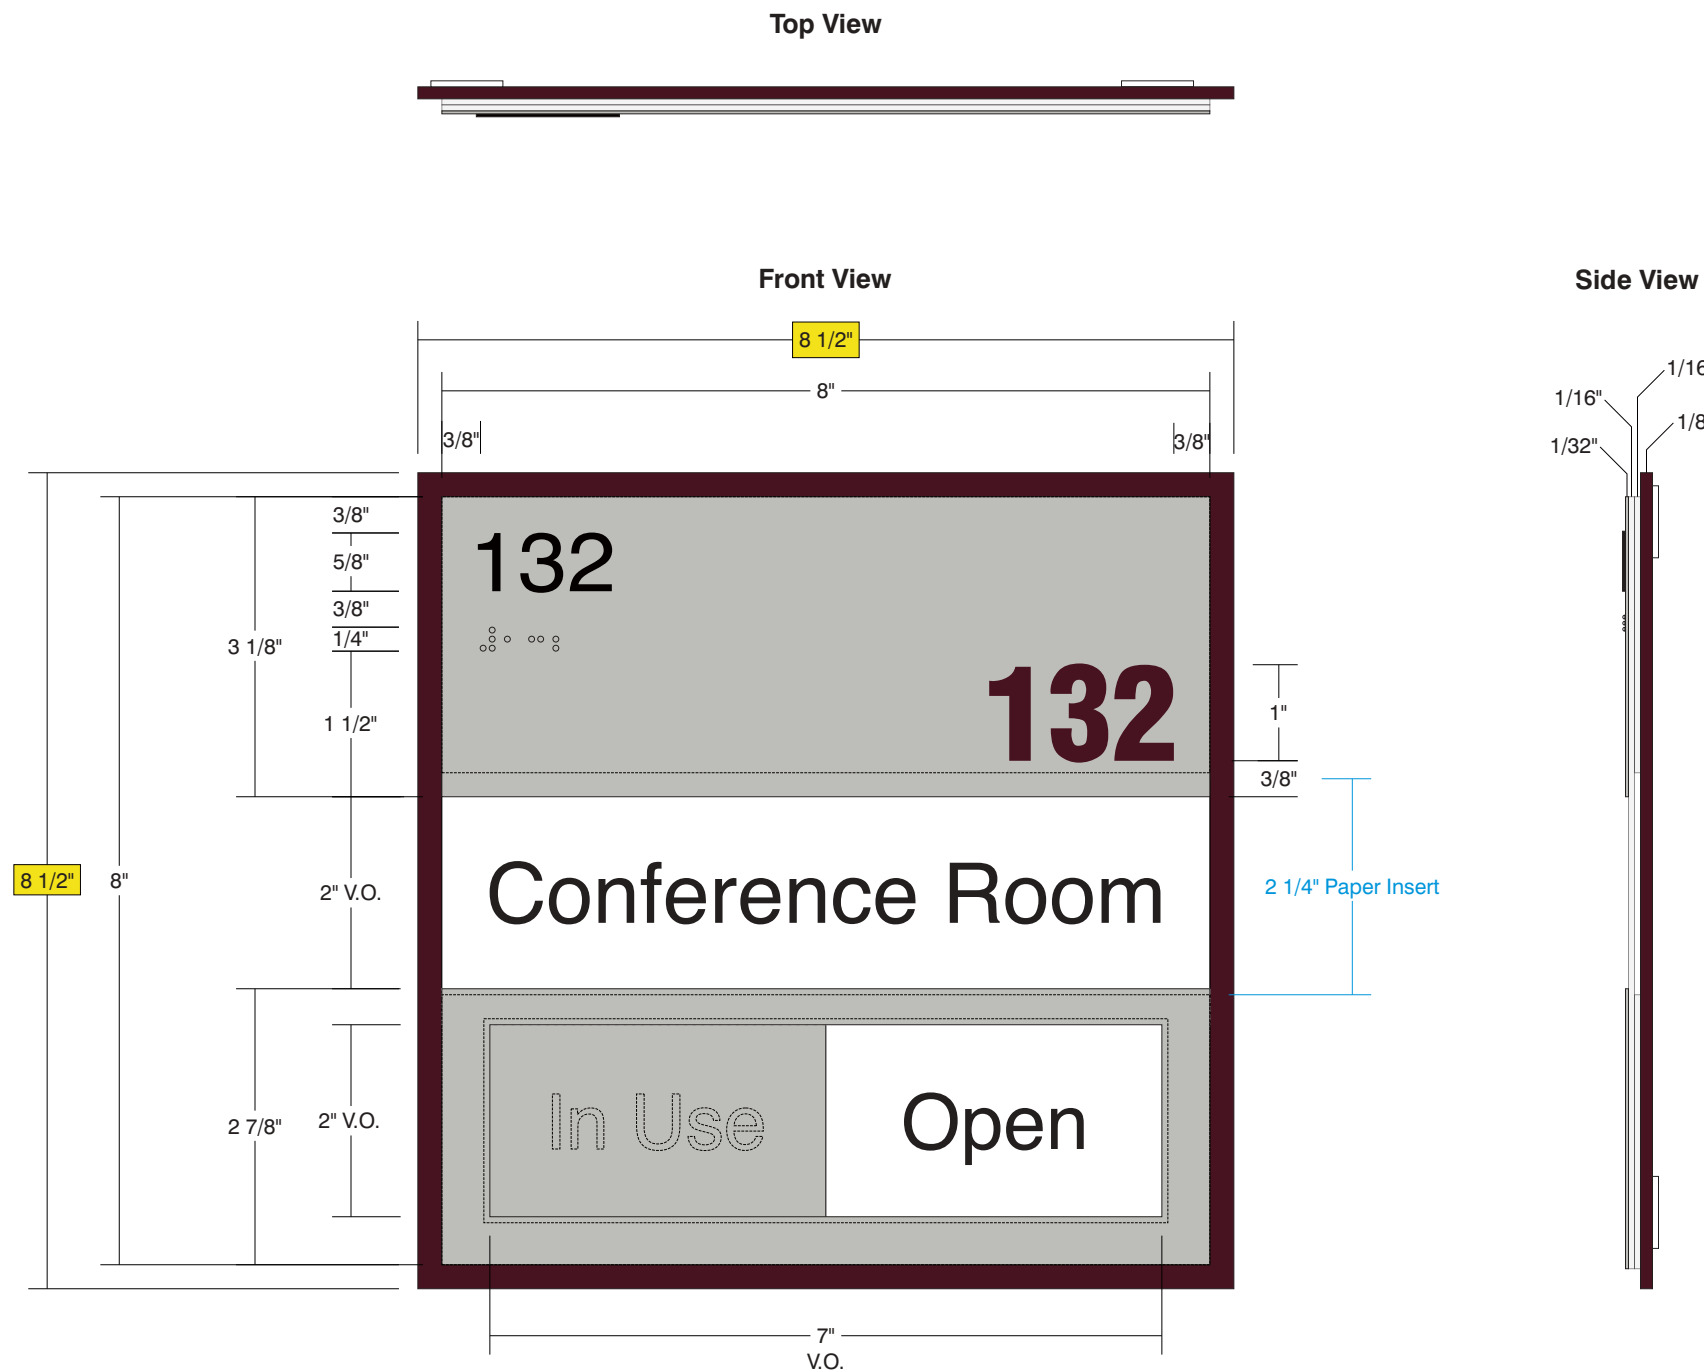 Top View
Front View
Side View
8 1/2"
8"
3/8"
3/8"
1/16
1/16"
1/8
1/32"
3/8"
5/8"
3/8"
1/4"
3 1/8"
1 1/2"
132
132
1"
3/8"
8 1/2"
8"
2" V.O.
Conference Room
2 1/4" Paper Insert
2 7/8"
2" V.O.
In Use
Open
7"
V.O.